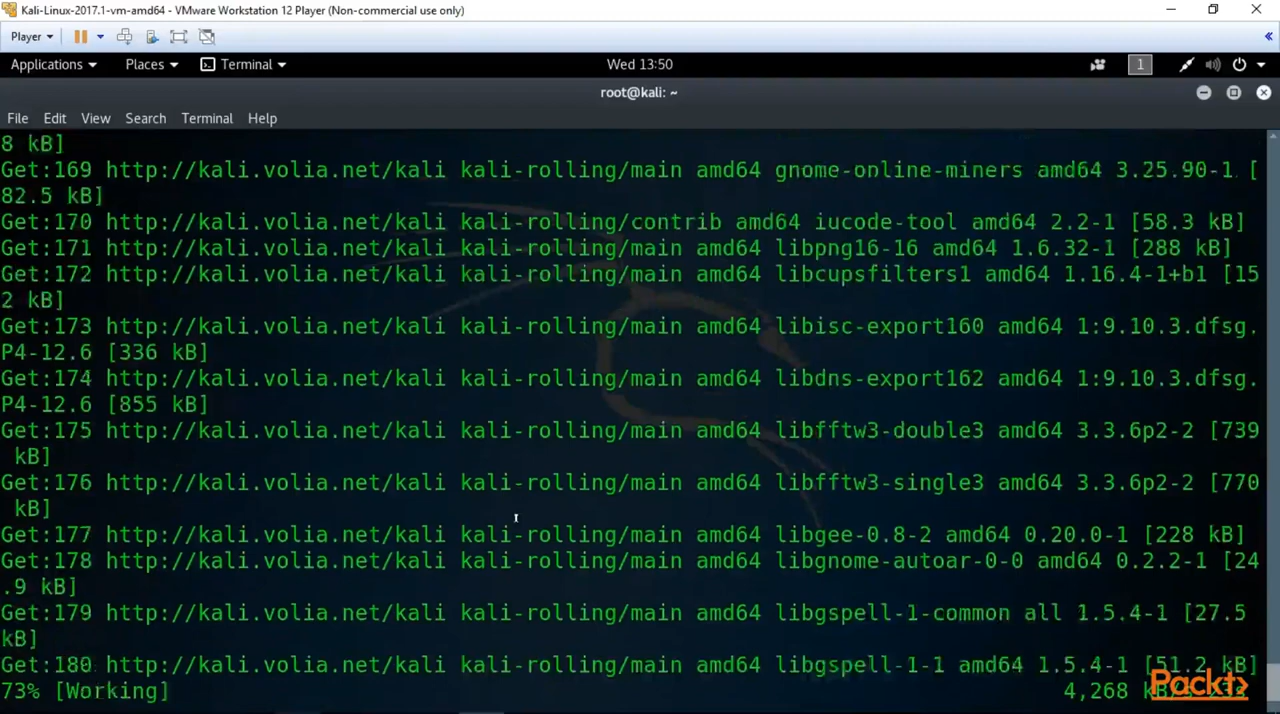 Kali-Linux-2017.1-vm-amd64 - VMware Workstation 12 Player (Non-commercial use only)
Player
Applications Places Terminal Wed 13:50 1
root@kali: ~
File Edit View Search Terminal Help
8 kB]
Get:169 http://kali.volia.net/kali kali-rolling/main amd64 gnome-online-miners amd64 3.25.90-1 [
82.5 kB]
Get:170 http://kali.volia.net/kali kali-rolling/contrib amd64 iucode-tool amd64 2.2-1 [58.3 kB]
Get:171 http://kali.volia.net/kali kali-rolling/main amd64 libpng16-16 amd64 1.6.32-1 [288 kB]
Get:172 http://kali.volia.net/kali kali-rolling/main amd64 libcupsfilters1 amd64 1.16.4-1+b1 [15
2 kB]
Get:173 http://kali.volia.net/kali kali-rolling/main amd64 libisc-export160 amd64 1:9.10.3.dfsg.
P4-12.6 [336 kB]
Get:174 http://kali.volia.net/kali kali-rolling/main amd64 libdns-export162 amd64 1:9.10.3.dfsg.
P4-12.6 [855 kB]
Get:175 http://kali.volia.net/kali kali-rolling/main amd64 libfftw3-double3 amd64 3.3.6p2-2 [739
kB]
Get:176 http://kali.volia.net/kali kali-rolling/main amd64 libfftw3-single3 amd64 3.3.6p2-2 [770
kB]
Get:177 http://kali.volia.net/kali kali-rolling/main amd64 libgee-0.8-2 amd64 0.20.0-1 [228 kB]
Get:178 http://kali.volia.net/kali kali-rolling/main amd64 libgnome-autoar-0-0 amd64 0.2.2-1 [24
.9 kB]
Get:179 http://kali.volia.net/kali kali-rolling/main amd64 libgspell-1-common all 1.5.4-1 [27.5
kB]
Get:180 http://kali.volia.net/kali kali-rolling/main amd64 libgspell-1-1 amd64 1.5.4-1 [51.2 kB]
73% [Working] 4,268
Packt>